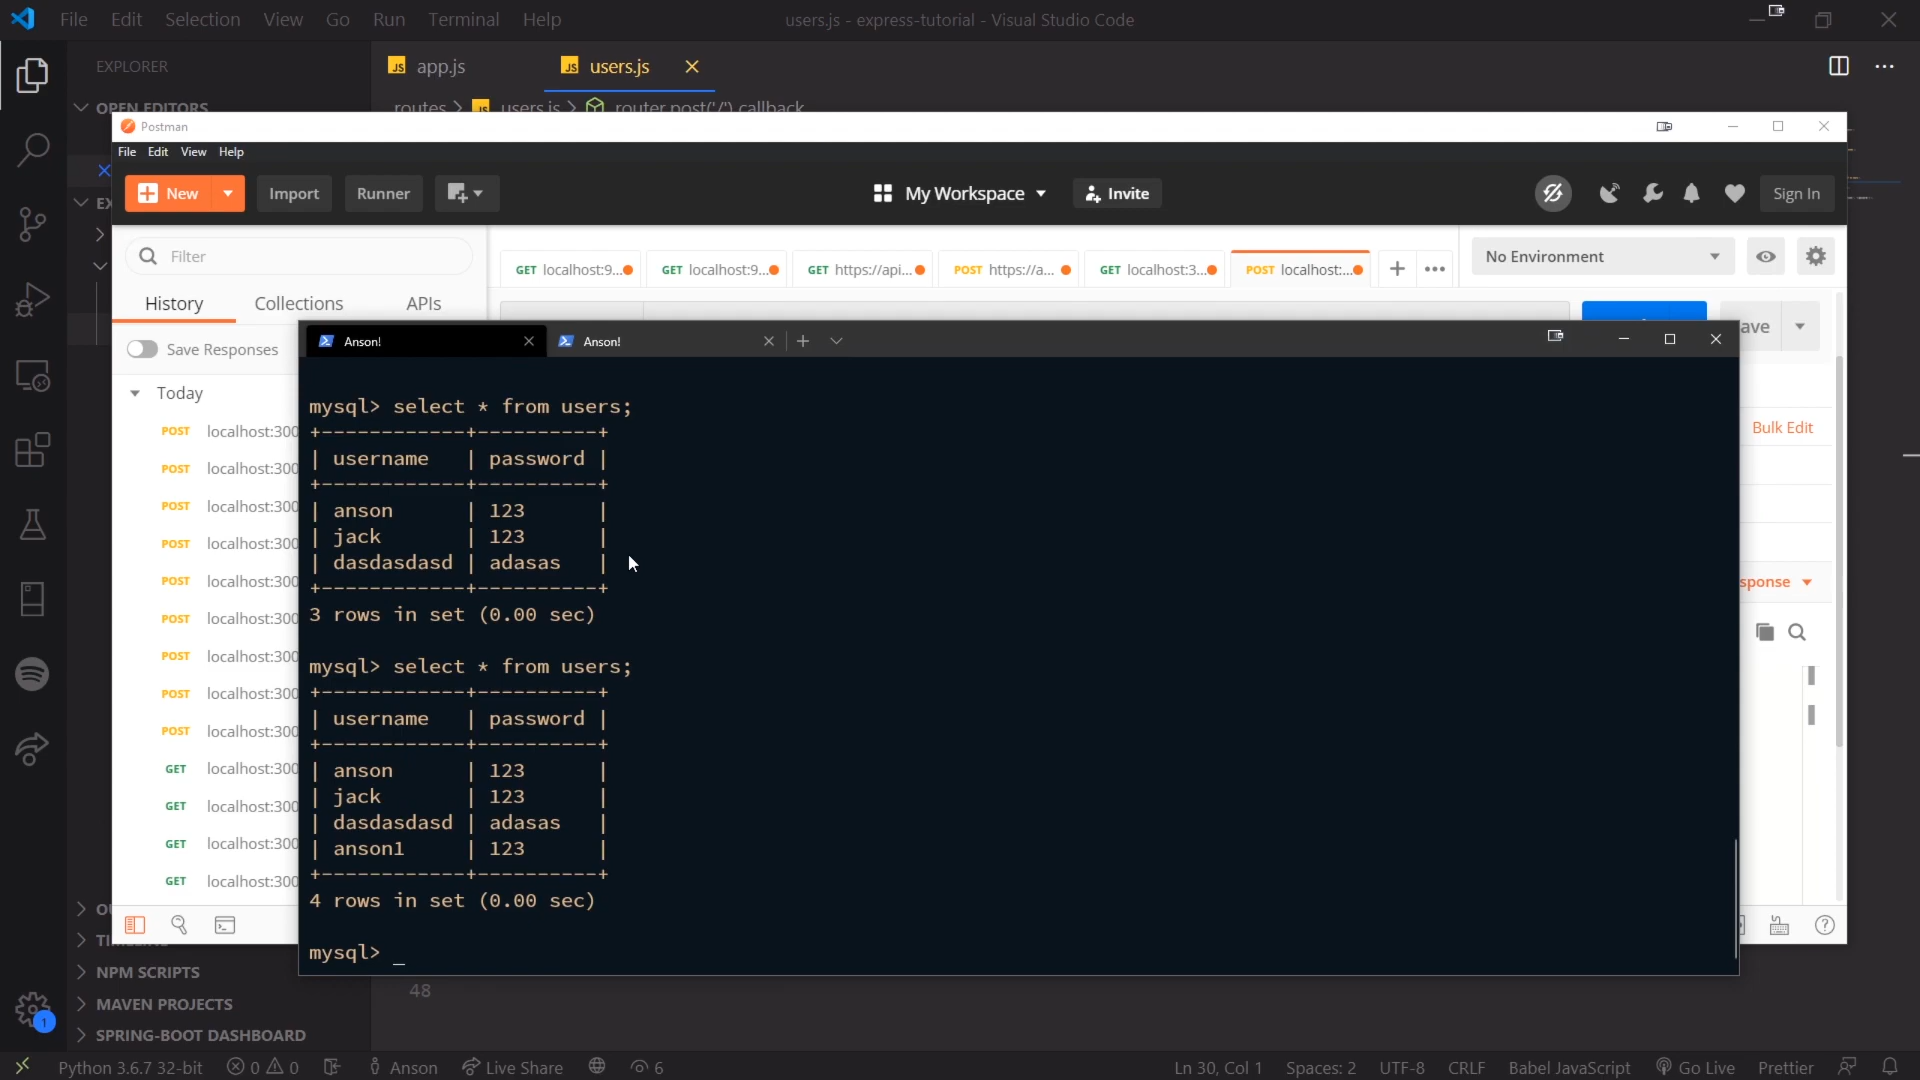 File Edit Selection View Go Run Terminal Help
users.js - express-tutorial - Visual Studio Code
EXPLORER
JS app.js
JS users.js
OPEN EDITORS
routes > JS users.js > router.post('/') callback
Postman
File Edit View Help
New
Import
Runner
My Workspace
Invite
Sign In
Filter
GET localhost:9...
GET localhost:9...
GET https://api...
POST https://a...
GET localhost:3...
POST localhost:...
No Environment
History
Collections
APIs
Save Responses
ave
Anson!
Anson!
Today
Bulk Edit
sponse
POST localhost:300
POST localhost:300
POST localhost:300
POST localhost:300
POST localhost:300
POST localhost:300
POST localhost:300
POST localhost:300
POST localhost:300
GET localhost:300
GET localhost:300
GET localhost:300
GET localhost:300
mysql> select * from users;
+------------+----------+
| username   | password |
+------------+----------+
| anson      | 123      |
| jack       | 123      |
| dasdasdasd | adasas   |
+------------+----------+
3 rows in set (0.00 sec)
mysql> select * from users;
+------------+----------+
| username   | password |
+------------+----------+
| anson      | 123      |
| jack       | 123      |
| dasdasdasd | adasas   |
| anson1     | 123      |
+------------+----------+
4 rows in set (0.00 sec)
mysql> _
NPM SCRIPTS
MAVEN PROJECTS
SPRING-BOOT DASHBOARD
48
1
Python 3.6.7 32-bit
0 0
Anson
Live Share
6
Ln 30, Col 1
Spaces: 2
UTF-8
CRLF
Babel JavaScript
Go Live
Prettier